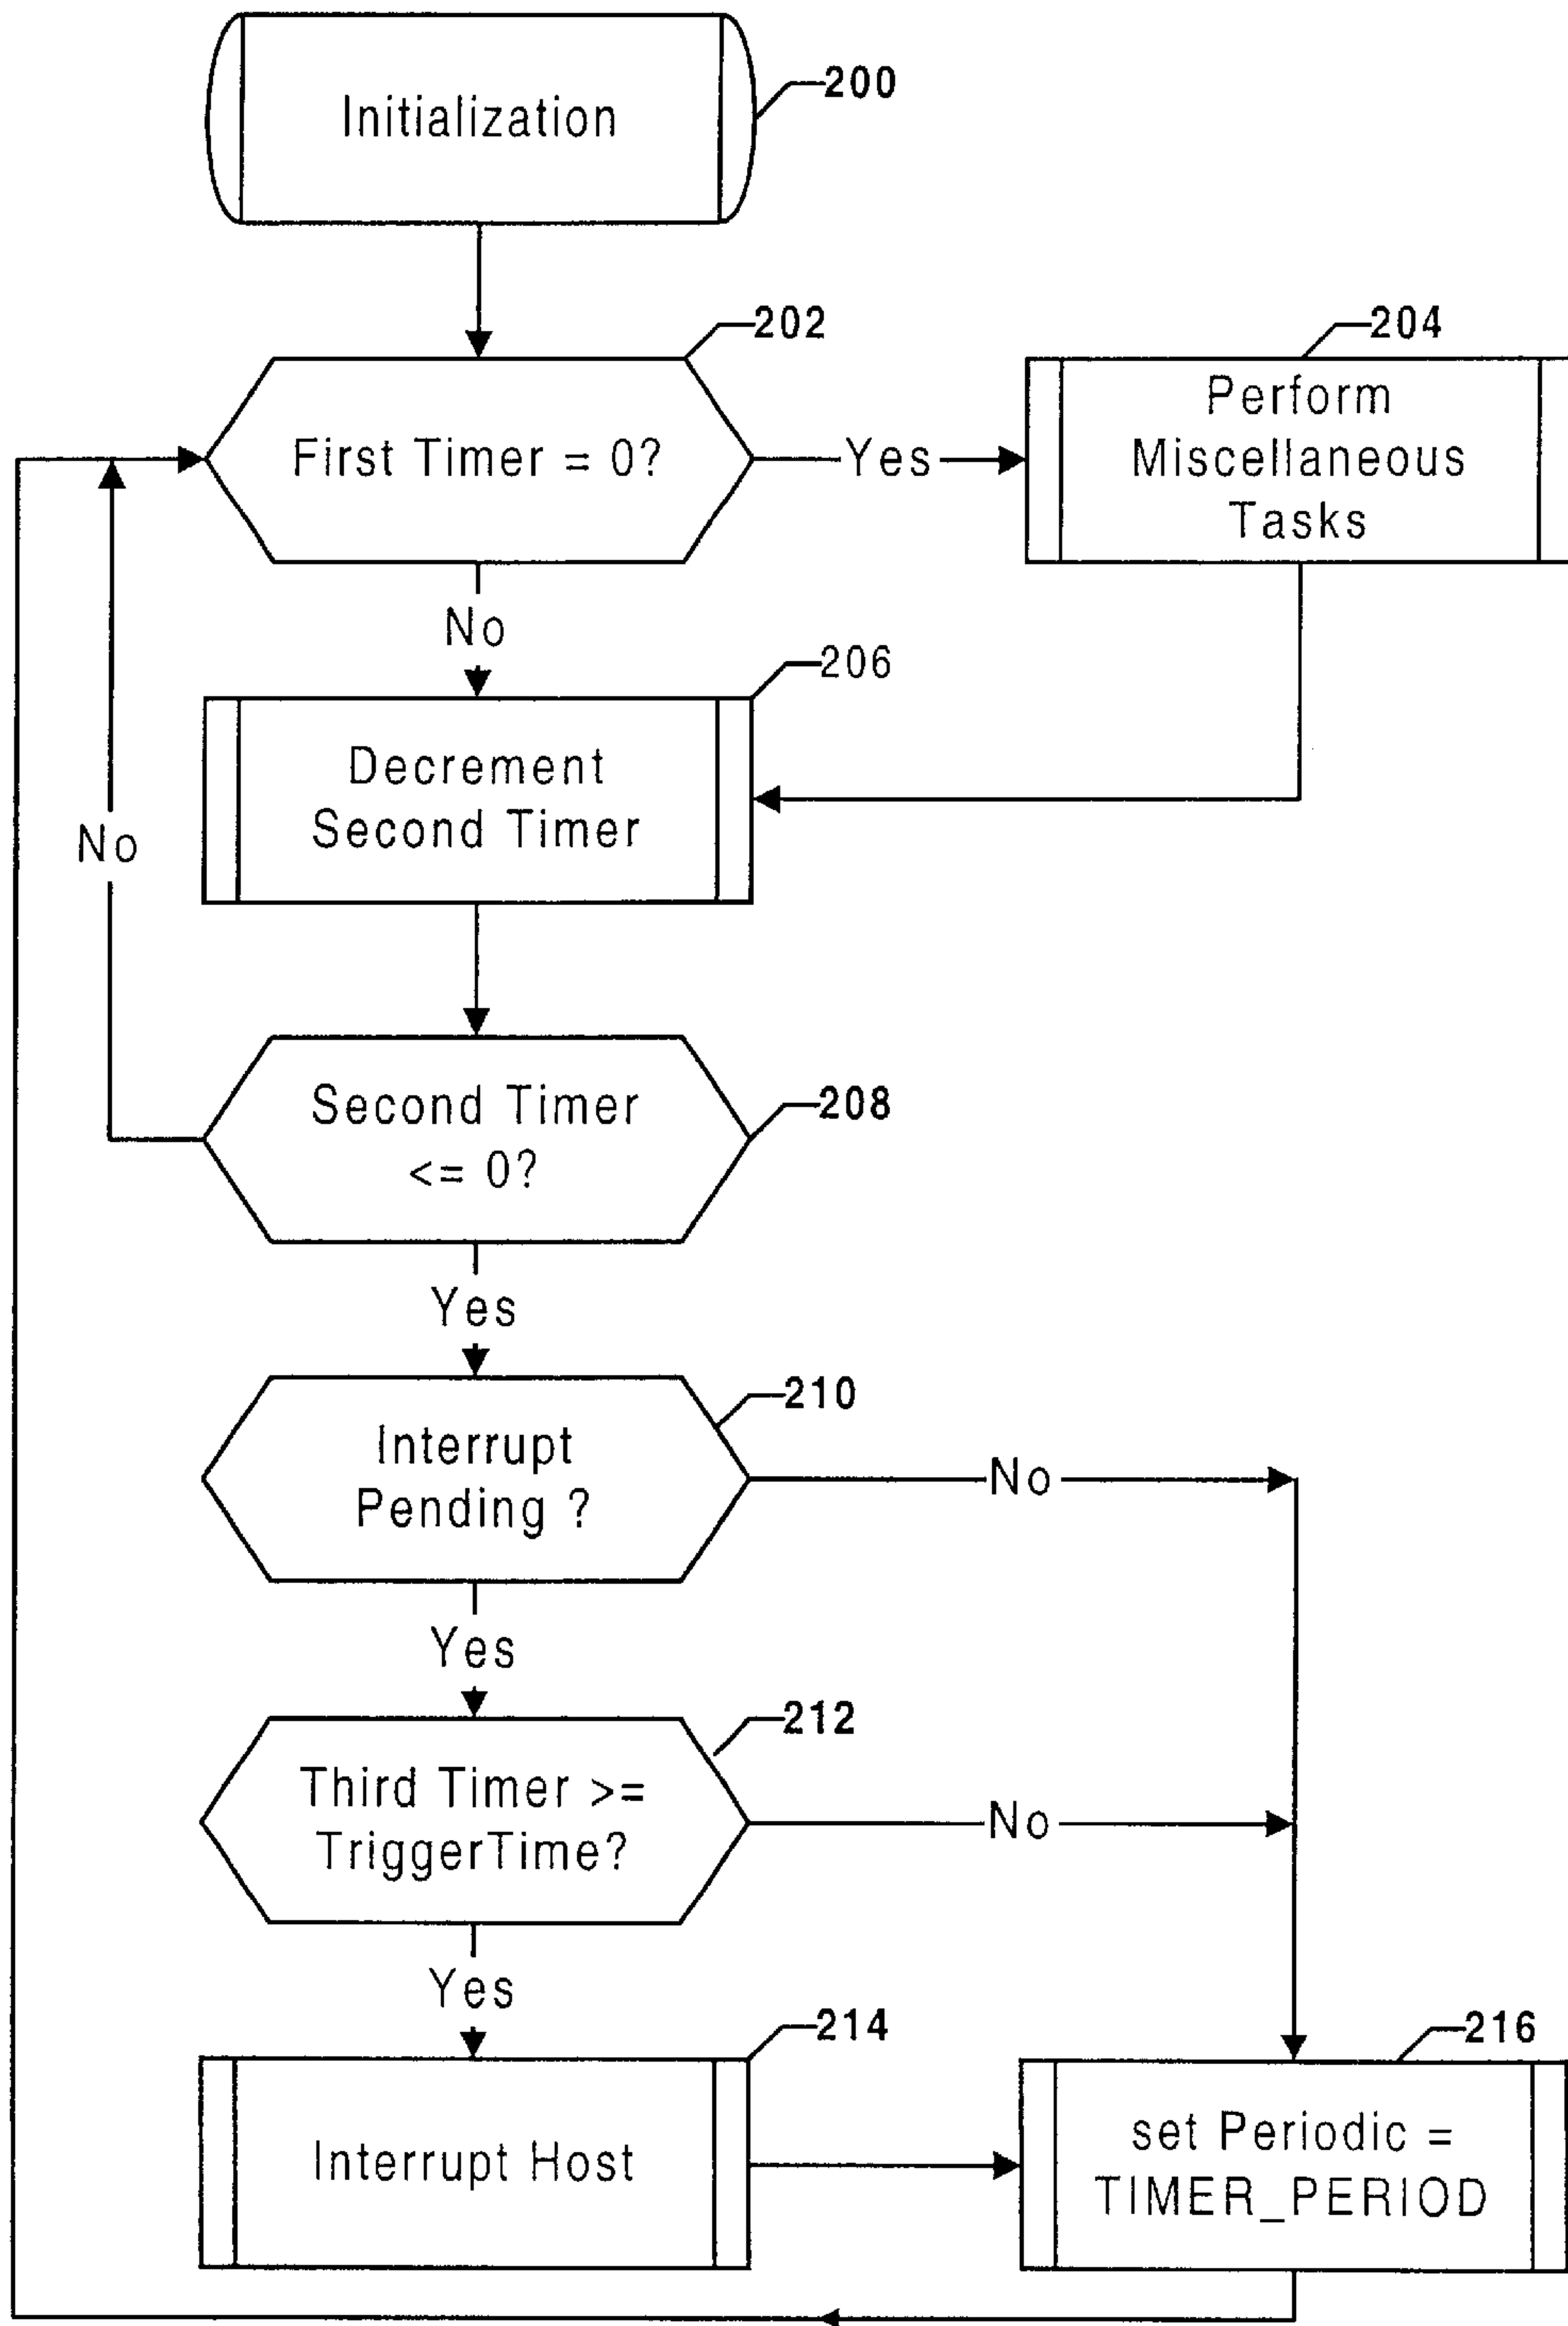 Initialization
200
First Timer = 0?
202
Yes
Perform
Miscellaneous
Tasks
204
No
Decrement
Second Timer
206
No
Second Timer
<= 0?
208
Yes
Interrupt
Pending ?
210
No
Yes
Third Timer >=
TriggerTime?
212
No
Yes
Interrupt Host
214
set Periodic =
TIMER_PERIOD
216